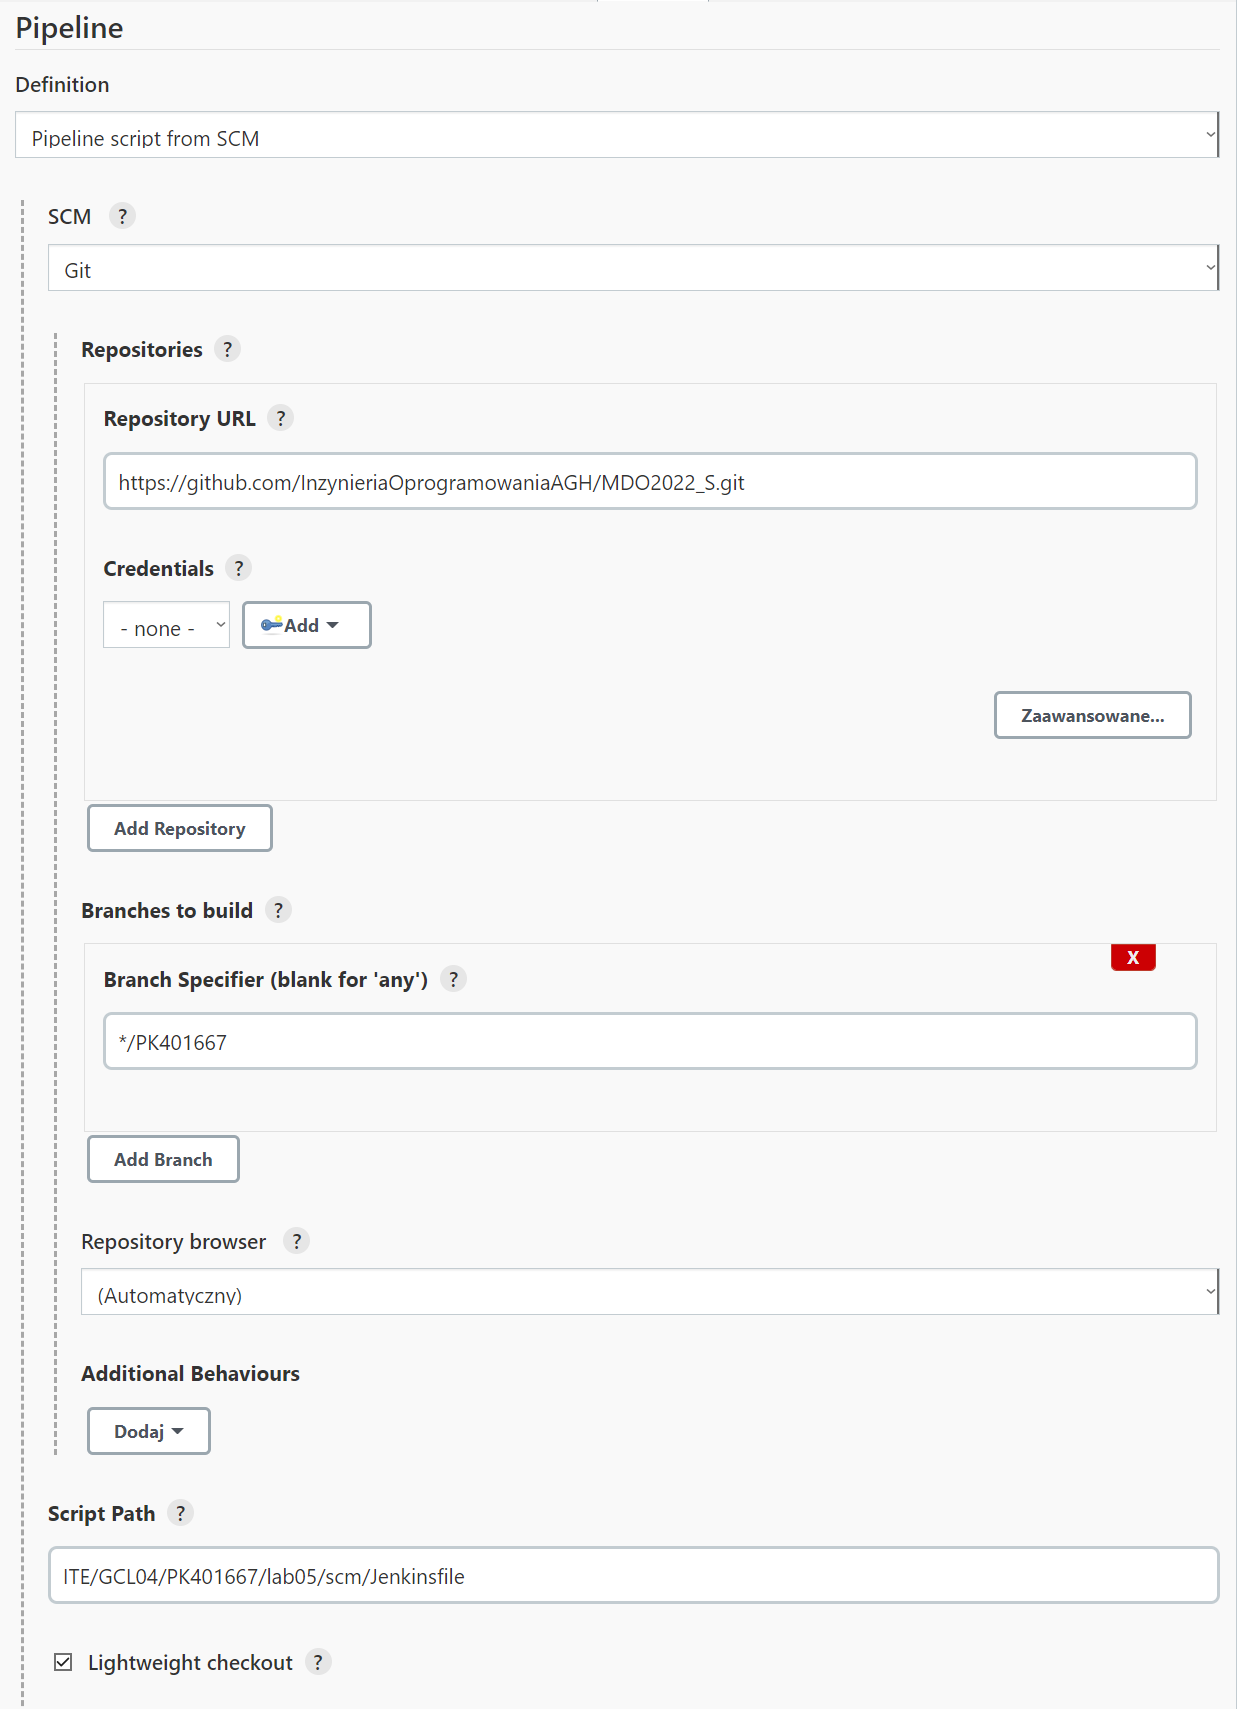 Pipeline
Definition
Pipeline script from SCM
SCM ?
Git
Repositories ?
Repository URL ?
https://github.com/InzynieriaOprogramowaniaAGH/MDO2022_S.git
Credentials ?
- none - Add
Zaawansowane...
Add Repository
Branches to build ?
X
Branch Specifier (blank for 'any') ?
*/PK401667
Add Branch
Repository browser ?
(Automatyczny)
Additional Behaviours
Dodaj
Script Path ?
ITE/GCL04/PK401667/lab05/scm/Jenkinsfile
Lightweight checkout ?